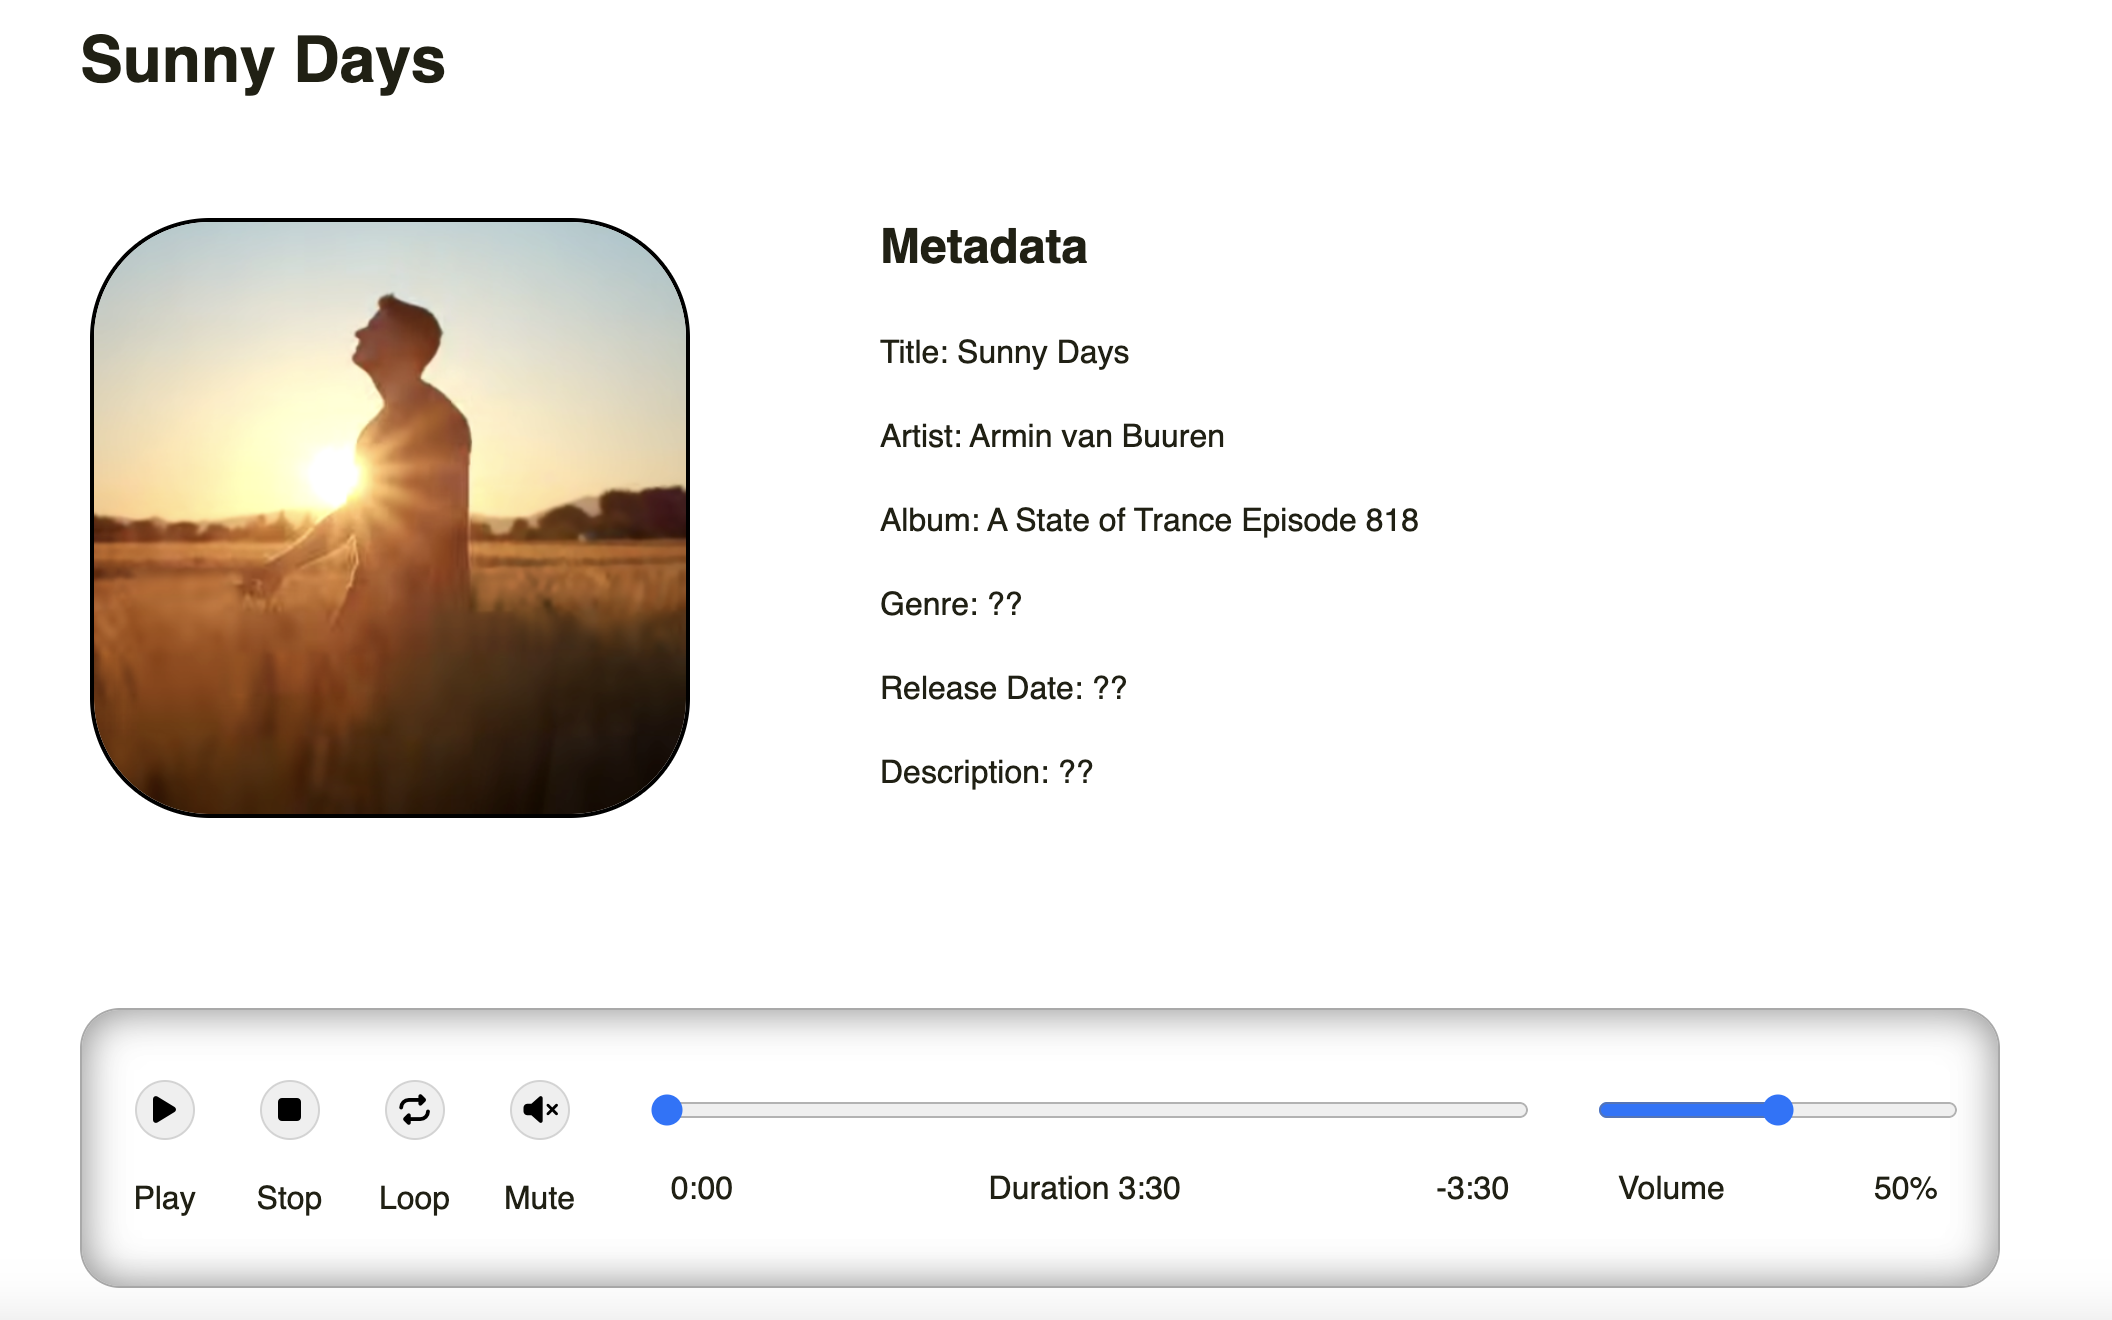 Sunny Days
Metadata
Title: Sunny Days
Artist: Armin van Buuren
Album: A State of Trance Episode 818
Genre: ??
Release Date: ??
Description: ??
Play
Stop
Loop
Mute
0:00
Duration 3:30
-3:30
Volume
50%